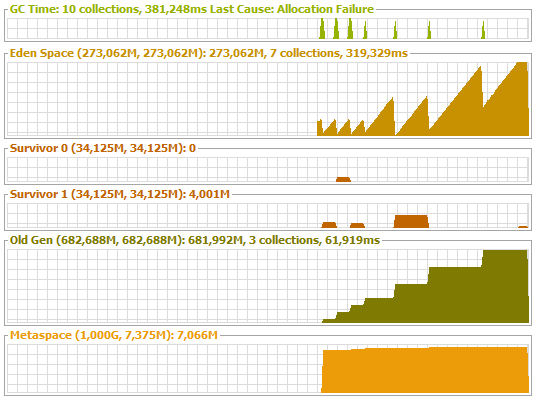 GC Time: 10 collections, 381,248ms Last Cause: Allocation Failure
Eden Space (273,062M, 273,062M): 273,062M, 7 collections, 319,329ms
Survivor 0 (34,125M, 34,125M): 0
Survivor 1 (34,125M, 34,125M): 4,001M
Old Gen (682,688M, 682,688M): 681,992M, 3 collections, 61,919ms
Metaspace (1,000G, 7,375M): 7,066M